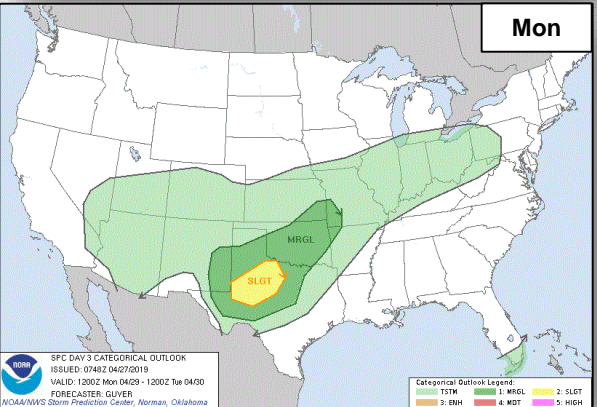 Mon
MRGL
SLGT
NOAA
SPC DAY 3 CATEGORICAL OUTLOOK
ISSUED: 0748Z 04/27/2019
VALID: 1200Z Mon 04/29 - 1200Z Tue 04/30
FORECASTER: GUYER
NOAA/NWS Storm Prediction Center, Norman, Oklahoma
Categorical Outlook Legend:
TSTM 1: MRGL 2: SLGT
3: ENH 4: MDT 5: HIGH